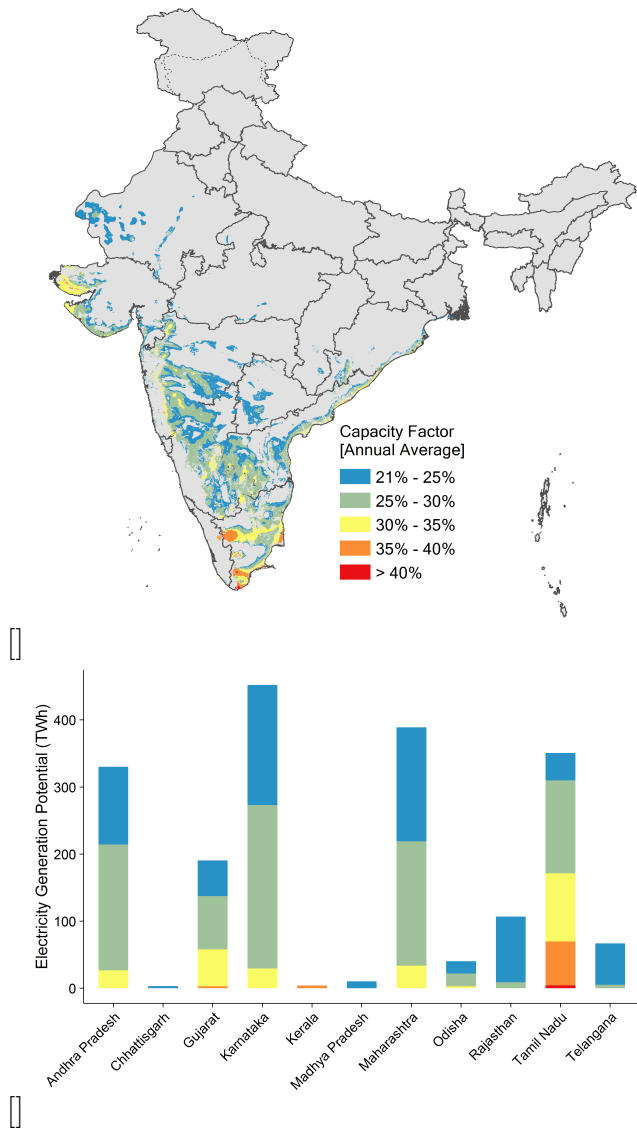 Capacity Factor
[Annual Average]
21% - 25%
25% - 30%
30% - 35%
35% - 40%
> 40%
[]
Electricity Generation Potential (TWh)
400
300
200
100
0
Andhra Pradesh
Chhattisgarh
Gujarat
Karnataka
Kerala
Madhya Pradesh
Maharashtra
Odisha
Rajasthan
Tamil Nadu
Telangana
[]